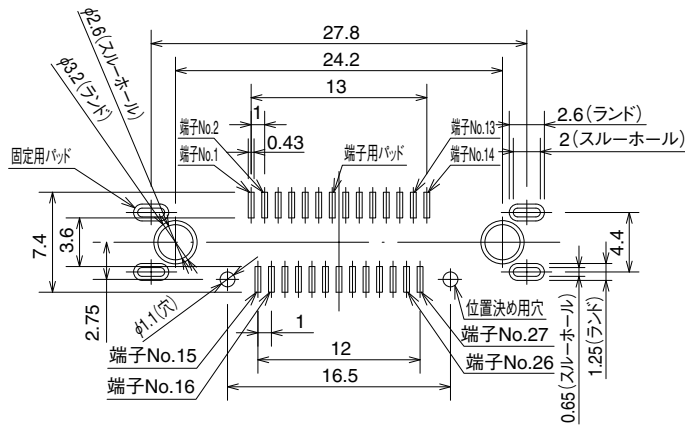 φ2.6(スルーホール)
φ3.2(ランド)
27.8
24.2
13
1
端子No.2
0.43
端子No.1
端子用パッド
端子No.13
端子No.14
2.6(ランド)
2(スルーホール)
固定用パッド
7.4
3.6
2.75
4.4
φ1.1(穴)
位置決め用穴
1
端子No.15
端子No.16
12
16.5
端子No.27
端子No.26
0.65(スルーホール)
1.25(ランド)